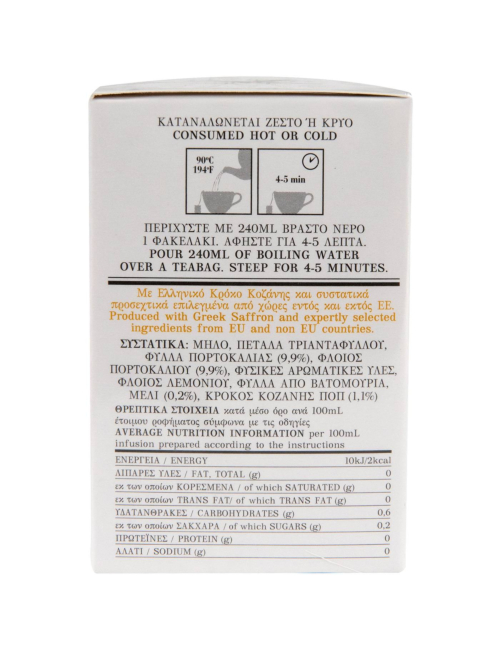 ΚΑΤΑΝΑΛΩΝΕΤΑΙ ΖΕΣΤΟ Ή ΚΡΥΟ
CONSUMED HOT OR COLD
90ºC
194ºF
4-5 min
ΠΕΡΙΧΥΣΤΕ ΜΕ 240ML ΒΡΑΣΤΟ ΝΕΡΟ
1 ΦΑΚΕΛΑΚΙ. ΑΦΗΣΤΕ ΓΙΑ 4-5 ΛΕΠΤΑ.
POUR 240ML OF BOILING WATER
OVER A TEABAG. STEEP FOR 4-5 MINUTES.
Με Ελληνικό Κρόκο Κοζάνης και συστατικά
προσεχτικά επιλεγμένα από χώρες εντός και εκτός ΕΕ.
Produced with Greek Saffron and expertly selected
ingredients from EU and non EU countries.
ΣΥΣΤΑΤΙΚΑ: ΜΗΛΟ, ΠΕΤΑΛΑ ΤΡΙΑΝΤΑΦΥΛΛΟΥ,
ΦΥΛΛΑ ΠΟΡΤΟΚΑΛΙΑΣ (9,9%), ΦΛΟΙΟΣ
ΠΟΡΤΟΚΑΛΙΟΥ (9,9%), ΦΥΣΙΚΕΣ ΑΡΩΜΑΤΙΚΕΣ ΥΛΕΣ,
ΦΛΟΙΟΣ ΛΕΜΟΝΙΟΥ, ΦΥΛΛΑ ΑΠΟ ΒΑΤΟΜΟΥΡΙΑ,
ΜΕΛΙ (0,2%), ΚΡΟΚΟΣ ΚΟΖΑΝΗΣ ΠΟΠ (1,1%)
ΘΡΕΠΤΙΚΑ ΣΤΟΙΧΕΙΑ κατά μέσο όρο ανά 100mL
έτοιμου ροφήματος σύμφωνα με τις οδηγίες
AVERAGE NUTRITION INFORMATION per 100mL
infusion prepared according to the instructions
ΕΝΕΡΓΕΙΑ / ENERGY 10kJ/2kcal
ΛΙΠΑΡΕΣ ΥΛΕΣ / FAT, TOTAL (g) 0
εκ των οποίων ΚΟΡΕΣΜΕΝΑ / of which SATURATED (g) 0
εκ των οποίων TRANS FAT/ of which TRANS FAT (g) 0
ΥΔΑΤΑΝΘΡΑΚΕΣ / CARBOHYDRATES (g) 0,6
εκ των οποίων ΣΑΚΧΑΡΑ / of which SUGARS (g) 0,2
ΠΡΩΤΕΪΝΕΣ / PROTEIN (g) 0
ΑΛΑΤΙ / SODIUM (g) 0